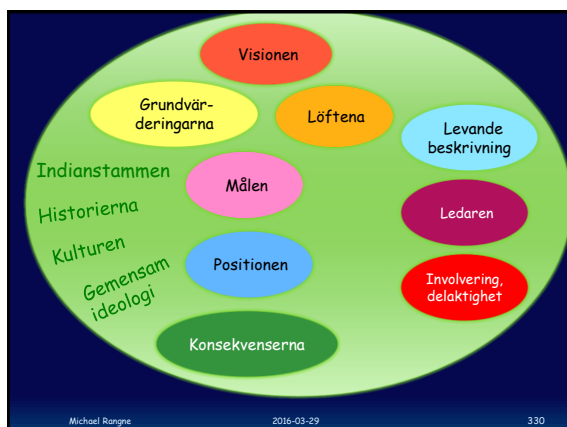 Visionen
Grundvär-
deringarna
Löftena
Levande
beskrivning
Indianstammen
Målen
Historierna
Ledaren
Kulturen
Positionen
Gemensam
ideologi
Involvering,
delaktighet
Konsekvenserna
Michael Rangne
2016-03-29
330